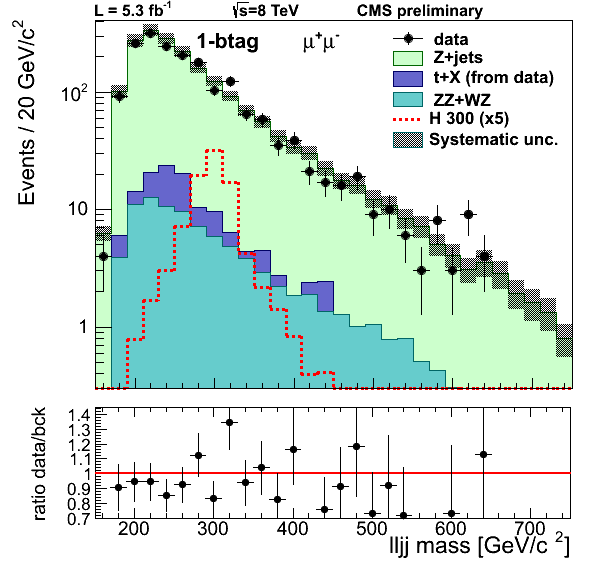 L = 5.3 fb⁻¹ √s=8 TeV CMS preliminary
1-btag μ⁺μ⁻
data
Z+jets
t+X (from data)
ZZ+WZ
H 300 (x5)
Systematic unc.
Events / 20 GeV/c²
10²
10
1
ratio data/bck
1.4
1.3
1.2
1.1
1
0.9
0.8
0.7
200 300 400 500 600 700
lljj mass [GeV/c ²]